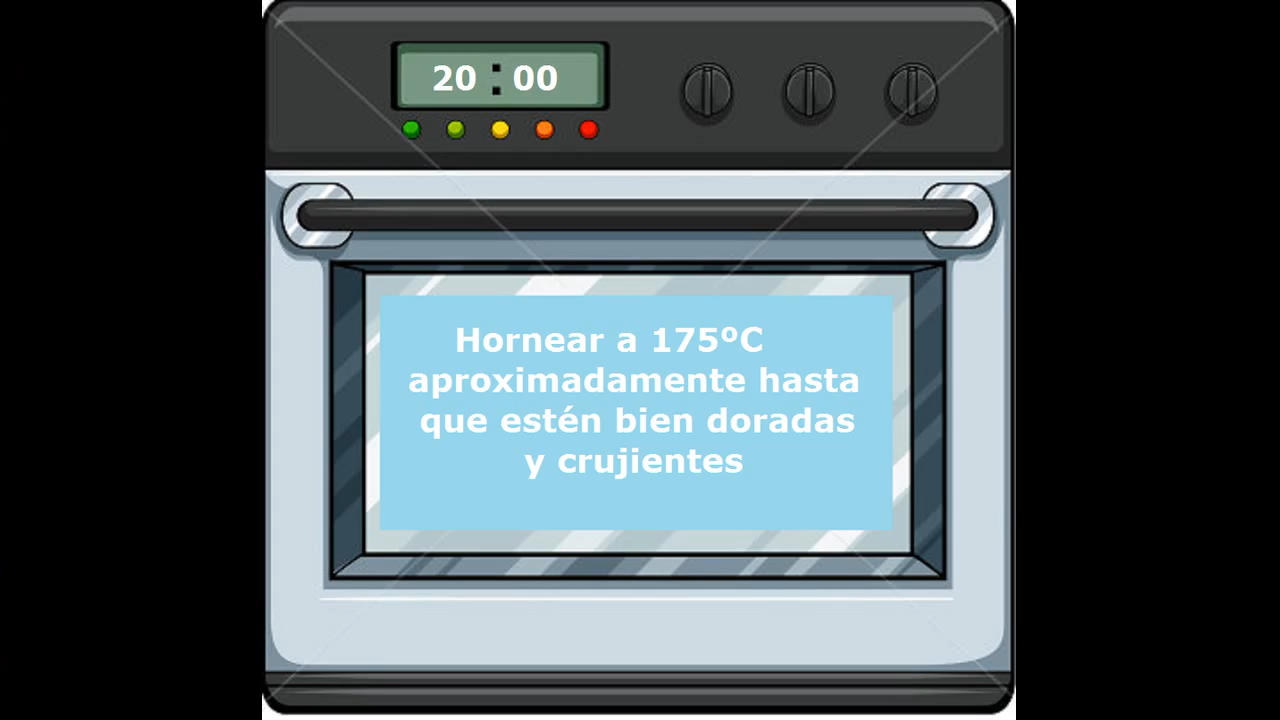 20:00
Hornear a 175ºC
aproximadamente hasta
que estén bien doradas
y crujientes